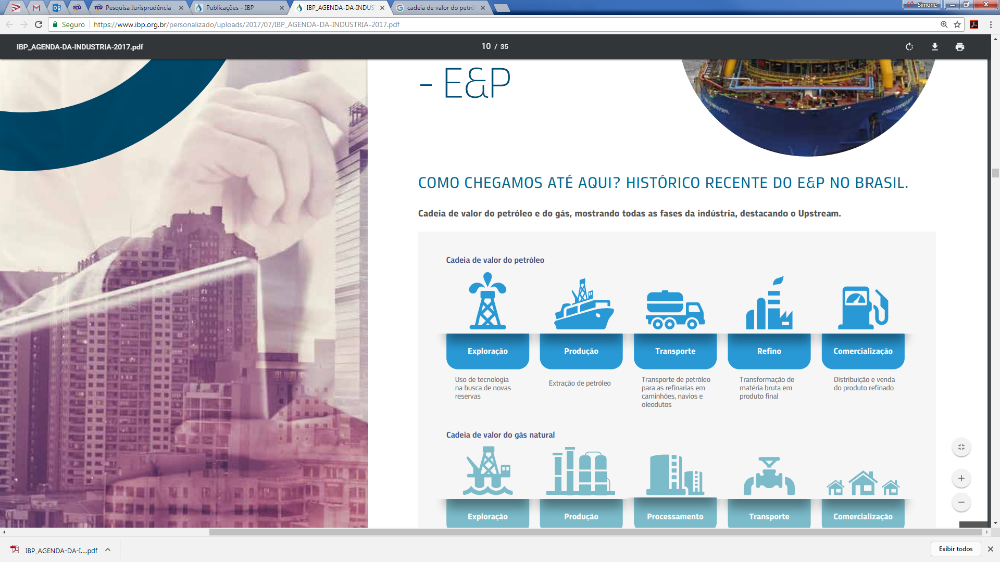 Pesquisa Jurisprudência
Publicações – IBP
IBP_AGENDA-DA-INDUS
cadeia de valor do petró
Simone
Seguro
https://www.ibp.org.br/personalizado/uploads/2017/07/IBP_AGENDA-DA-INDUSTRIA-2017.pdf
IBP_AGENDA-DA-INDUSTRIA-2017.pdf
10 / 35
– E&P
COMO CHEGAMOS ATÉ AQUI? HISTÓRICO RECENTE DO E&P NO BRASIL.
Cadeia de valor do petróleo e do gás, mostrando todas as fases da indústria, destacando o Upstream.
Cadeia de valor do petróleo
Exploração
Produção
Transporte
Refino
Comercialização
Uso de tecnologia
na busca de novas
reservas
Extração de petróleo
Transporte de petróleo
para as refinarias em
caminhões, navios e
oleodutos
Transformação de
matéria bruta em
produto final
Distribuição e venda
do produto refinado
Cadeia de valor do gás natural
Exploração
Produção
Processamento
Transporte
Comercialização
IBP_AGENDA-DA-I....pdf
Exibir todos